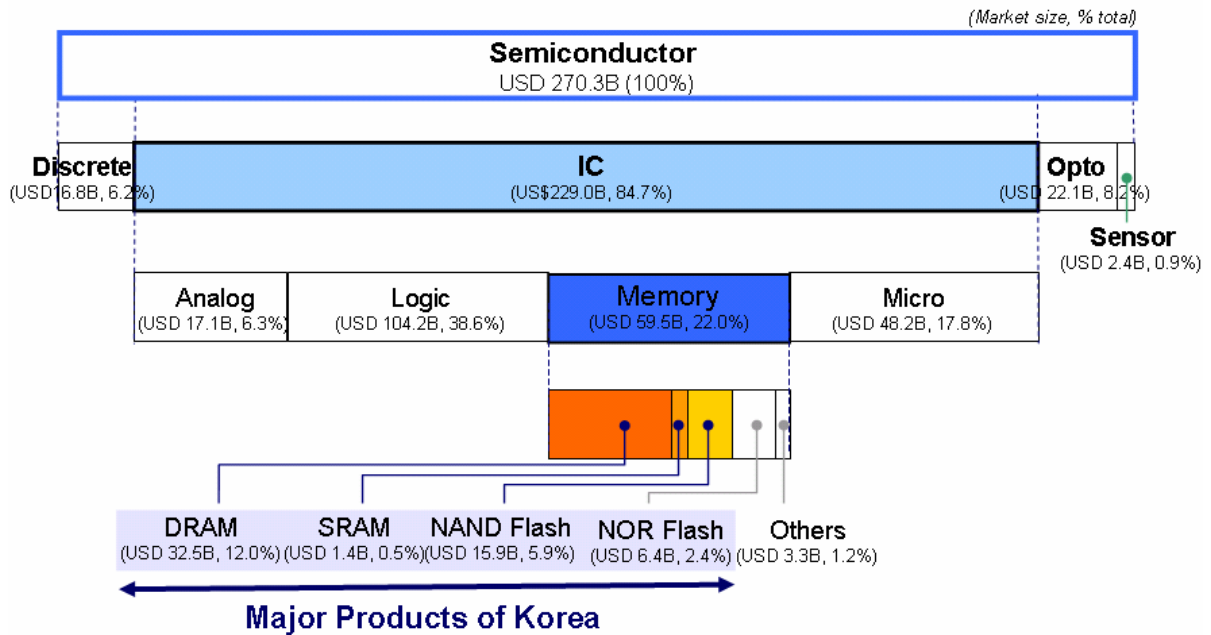 (Market size, % total)
Semiconductor
USD 270.3B (100%)
Discrete
(USD16.8B, 6.2%)
IC
(US$229.0B, 84.7%)
Opto
(USD 22.1B, 8.2%)
Sensor
(USD 2.4B, 0.9%)
Analog
(USD 17.1B, 6.3%)
Logic
(USD 104.2B, 38.6%)
Memory
(USD 59.5B, 22.0%)
Micro
(USD 48.2B, 17.8%)
DRAM
(USD 32.5B, 12.0%)
SRAM
(USD 1.4B, 0.5%)
NAND Flash
(USD 15.9B, 5.9%)
NOR Flash
(USD 6.4B, 2.4%)
Others
(USD 3.3B, 1.2%)
Major Products of Korea